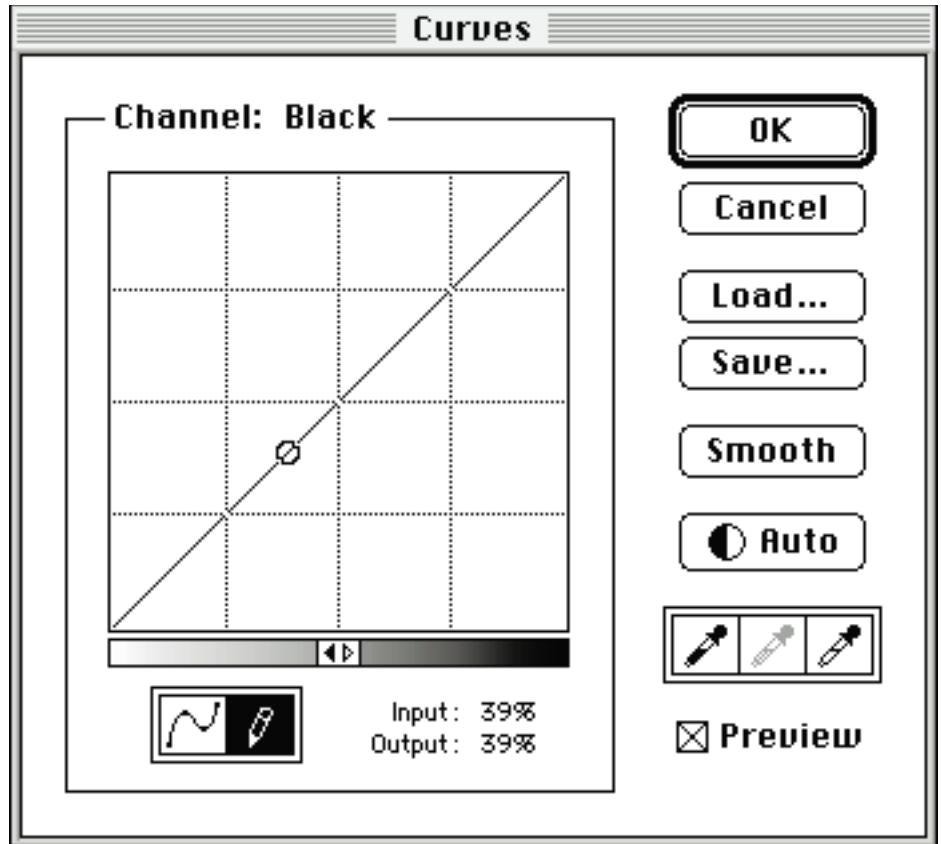 Curves
Channel: Black
OK
Cancel
Load...
Save...
Smooth
Auto
Input: 39%
Output: 39%
Preview